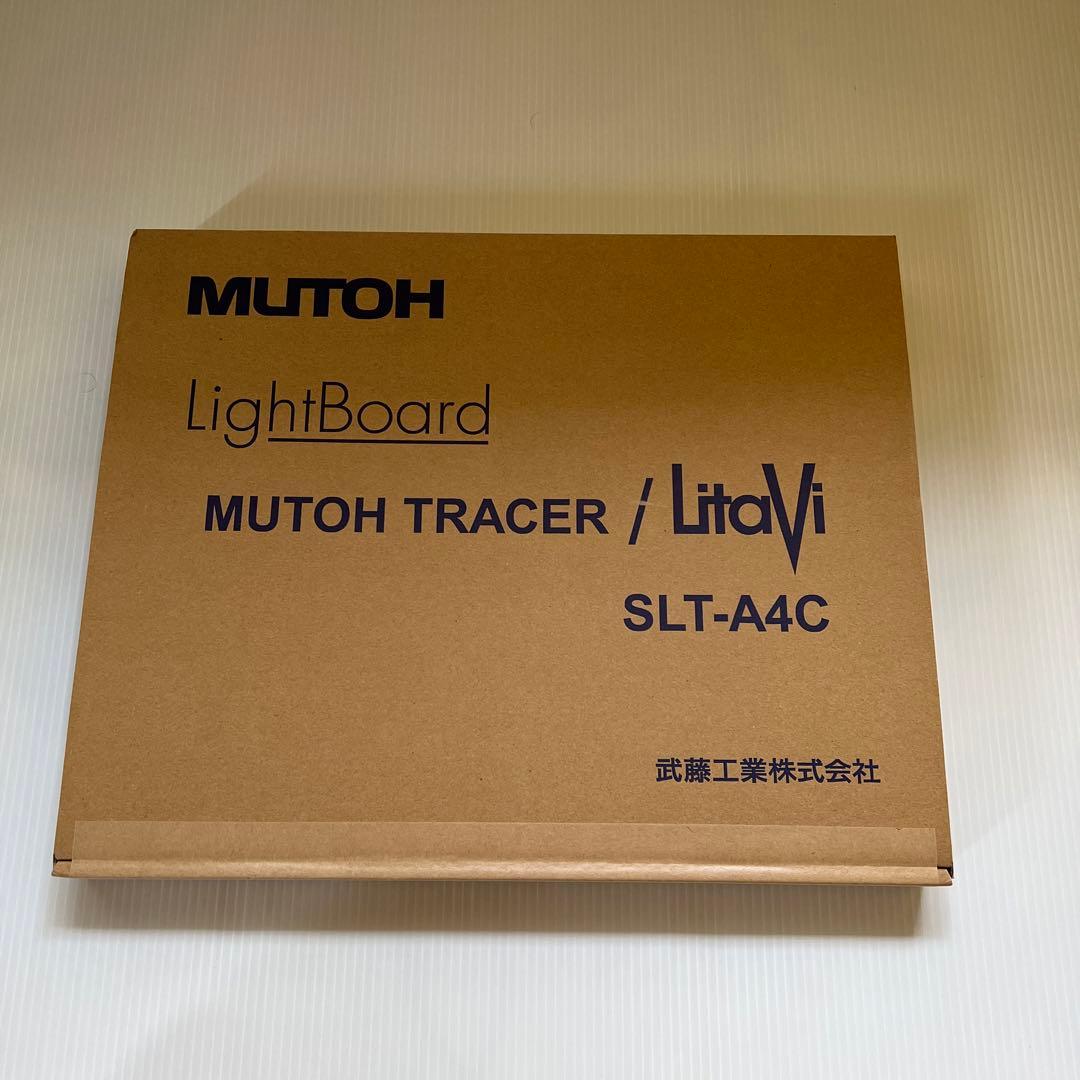 MUTOH
LightBoard
MUTOH TRACER / LitaVi
SLT-A4C
武藤工業株式会社